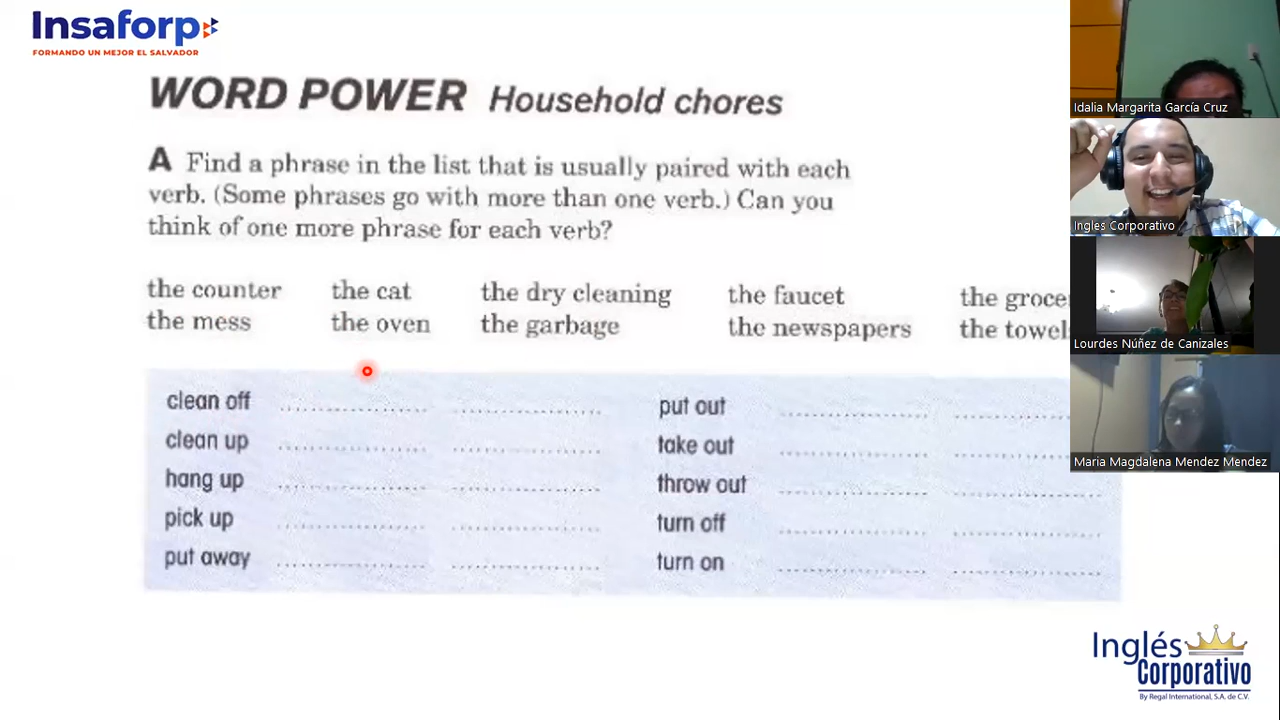 Insaforp
FORMANDO UN MEJOR EL SALVADOR
WORD POWER Household chores
A Find a phrase in the list that is usually paired with each
verb. (Some phrases go with more than one verb.) Can you
think of one more phrase for each verb?
the counter the cat the dry cleaning the faucet the groce
the mess the oven the garbage the newspapers the towel
clean off put out
clean up take out
hang up throw out
pick up turn off
put away turn on
Idalia Margarita García Cruz
Ingles Corporativo
Lourdes Núñez de Canizales
Maria Magdalena Mendez Mendez
Inglés
Corporativo
By Regal International, S.A. de C.V.